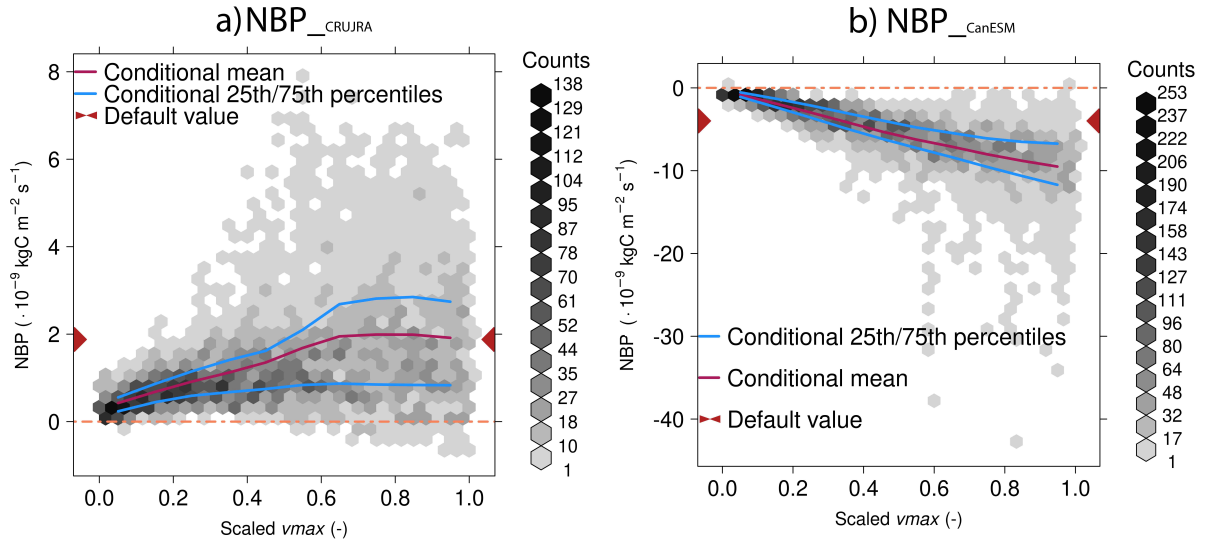 a) NBP_CRUJRA
Conditional mean
Conditional 25th/75th percentiles
Default value
8
6
4
2
0
NBP ( · 10⁻⁹ kgC m⁻² s⁻¹)
0.0 0.2 0.4 0.6 0.8 1.0
Scaled vmax (-)
Counts
138
129
121
112
104
95
87
78
70
61
52
44
35
27
18
10
1
b) NBP_CanESM
0
-10
-20
-30
-40
NBP ( · 10⁻⁹ kgC m⁻² s⁻¹)
Conditional 25th/75th percentiles
Conditional mean
Default value
0.0 0.2 0.4 0.6 0.8 1.0
Scaled vmax (-)
Counts
253
237
222
206
190
174
158
143
127
111
96
80
64
48
32
17
1